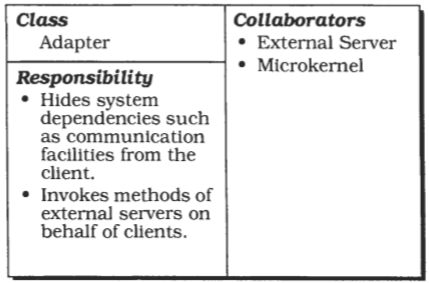 Class
Adapter
Responsibility
• Hides system
dependencies such
as communication
facilities from the
client.
• Invokes methods of
external servers on
behalf of clients.
Collaborators
• External Server
• Microkernel